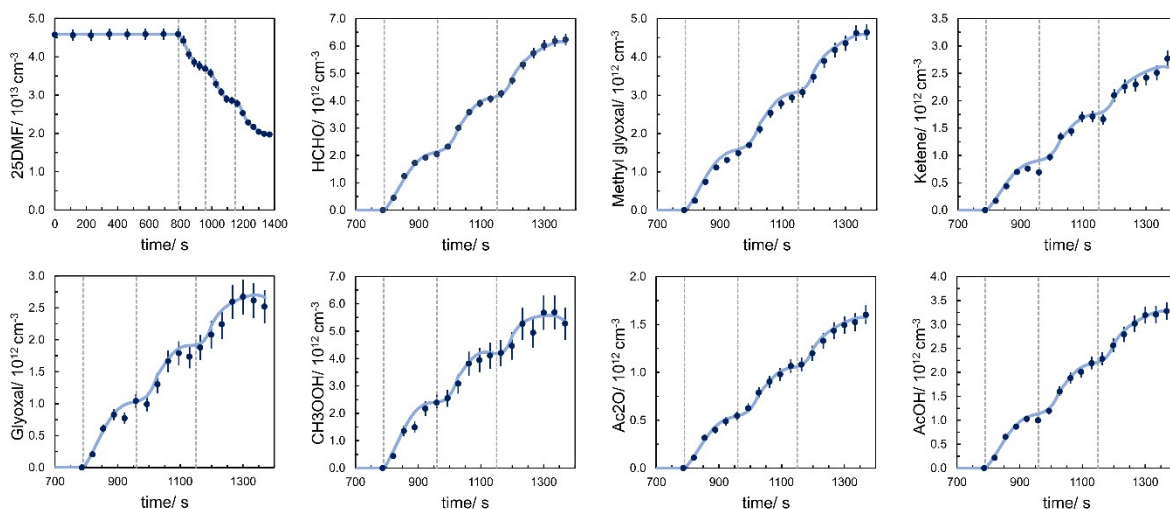 25DMF/ 10¹³ cm⁻³
5.0
4.0
3.0
2.0
1.0
0.0
0 200 400 600 800 1000 1200 1400
time/ s
HCHO/ 10¹² cm⁻³
7.0
6.0
5.0
4.0
3.0
2.0
1.0
0.0
700 900 1100 1300
time/ s
Methyl glyoxal/ 10¹² cm⁻³
5.0
4.0
3.0
2.0
1.0
0.0
700 900 1100 1300
time/ s
Ketene/ 10¹² cm⁻³
3.5
3.0
2.5
2.0
1.5
1.0
0.5
0.0
700 900 1100 1300
time/ s
Glyoxal/ 10¹² cm⁻³
3.0
2.5
2.0
1.5
1.0
0.5
0.0
700 900 1100 1300
time/ s
CH3OOH/ 10¹² cm⁻³
7.0
6.0
5.0
4.0
3.0
2.0
1.0
0.0
700 900 1100 1300
time/ s
Ac2O/ 10¹² cm⁻³
2.0
1.5
1.0
0.5
0.0
700 900 1100 1300
time/ s
AcOH/ 10¹² cm⁻³
4.0
3.5
3.0
2.5
2.0
1.5
1.0
0.5
0.0
700 900 1100 1300
time/ s